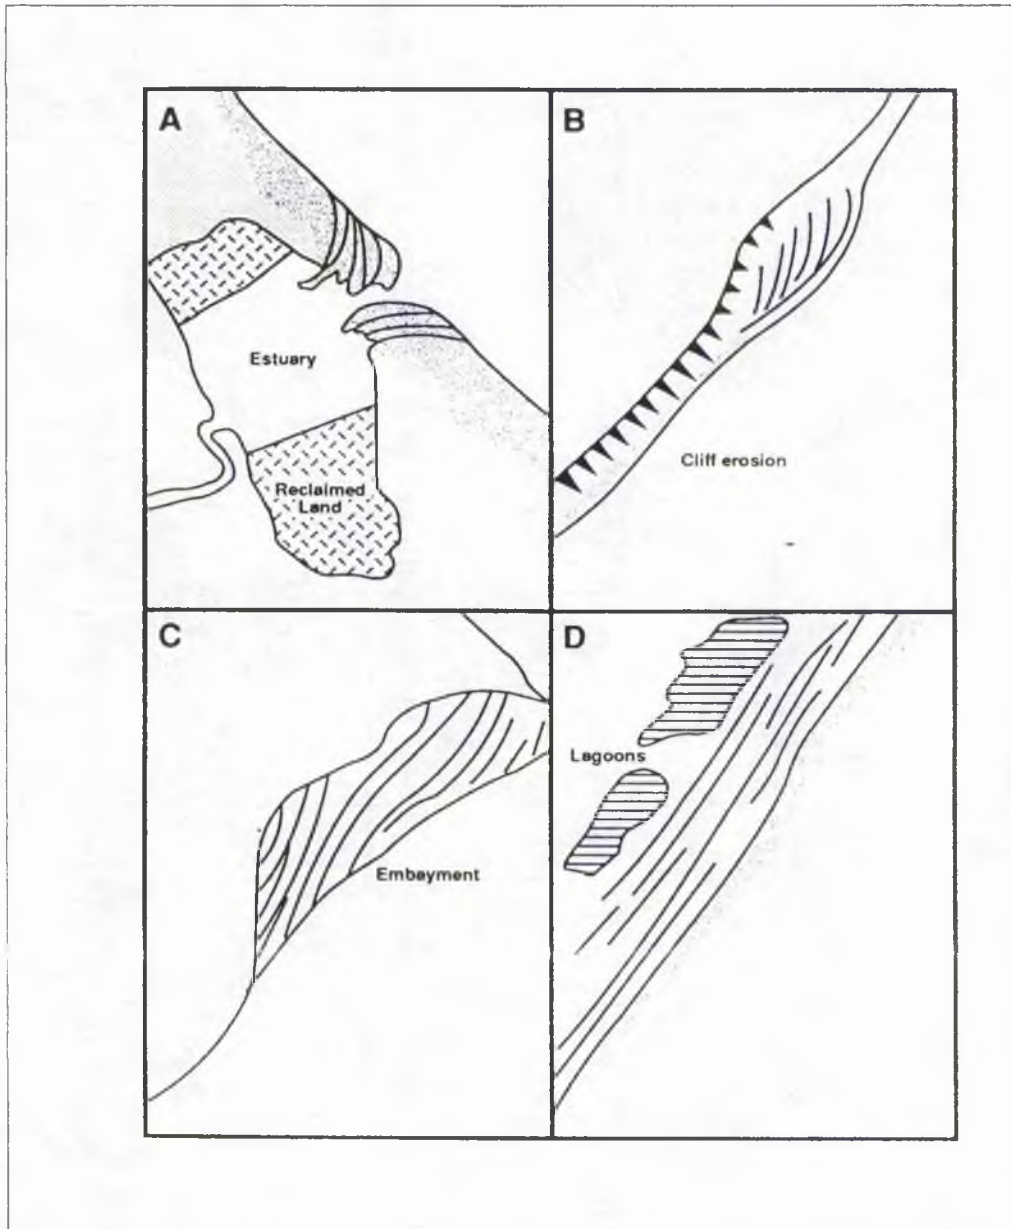 A
Estuary
Reclaimed
Land
B
Cliff erosion
C
Embayment
D
Lagoons